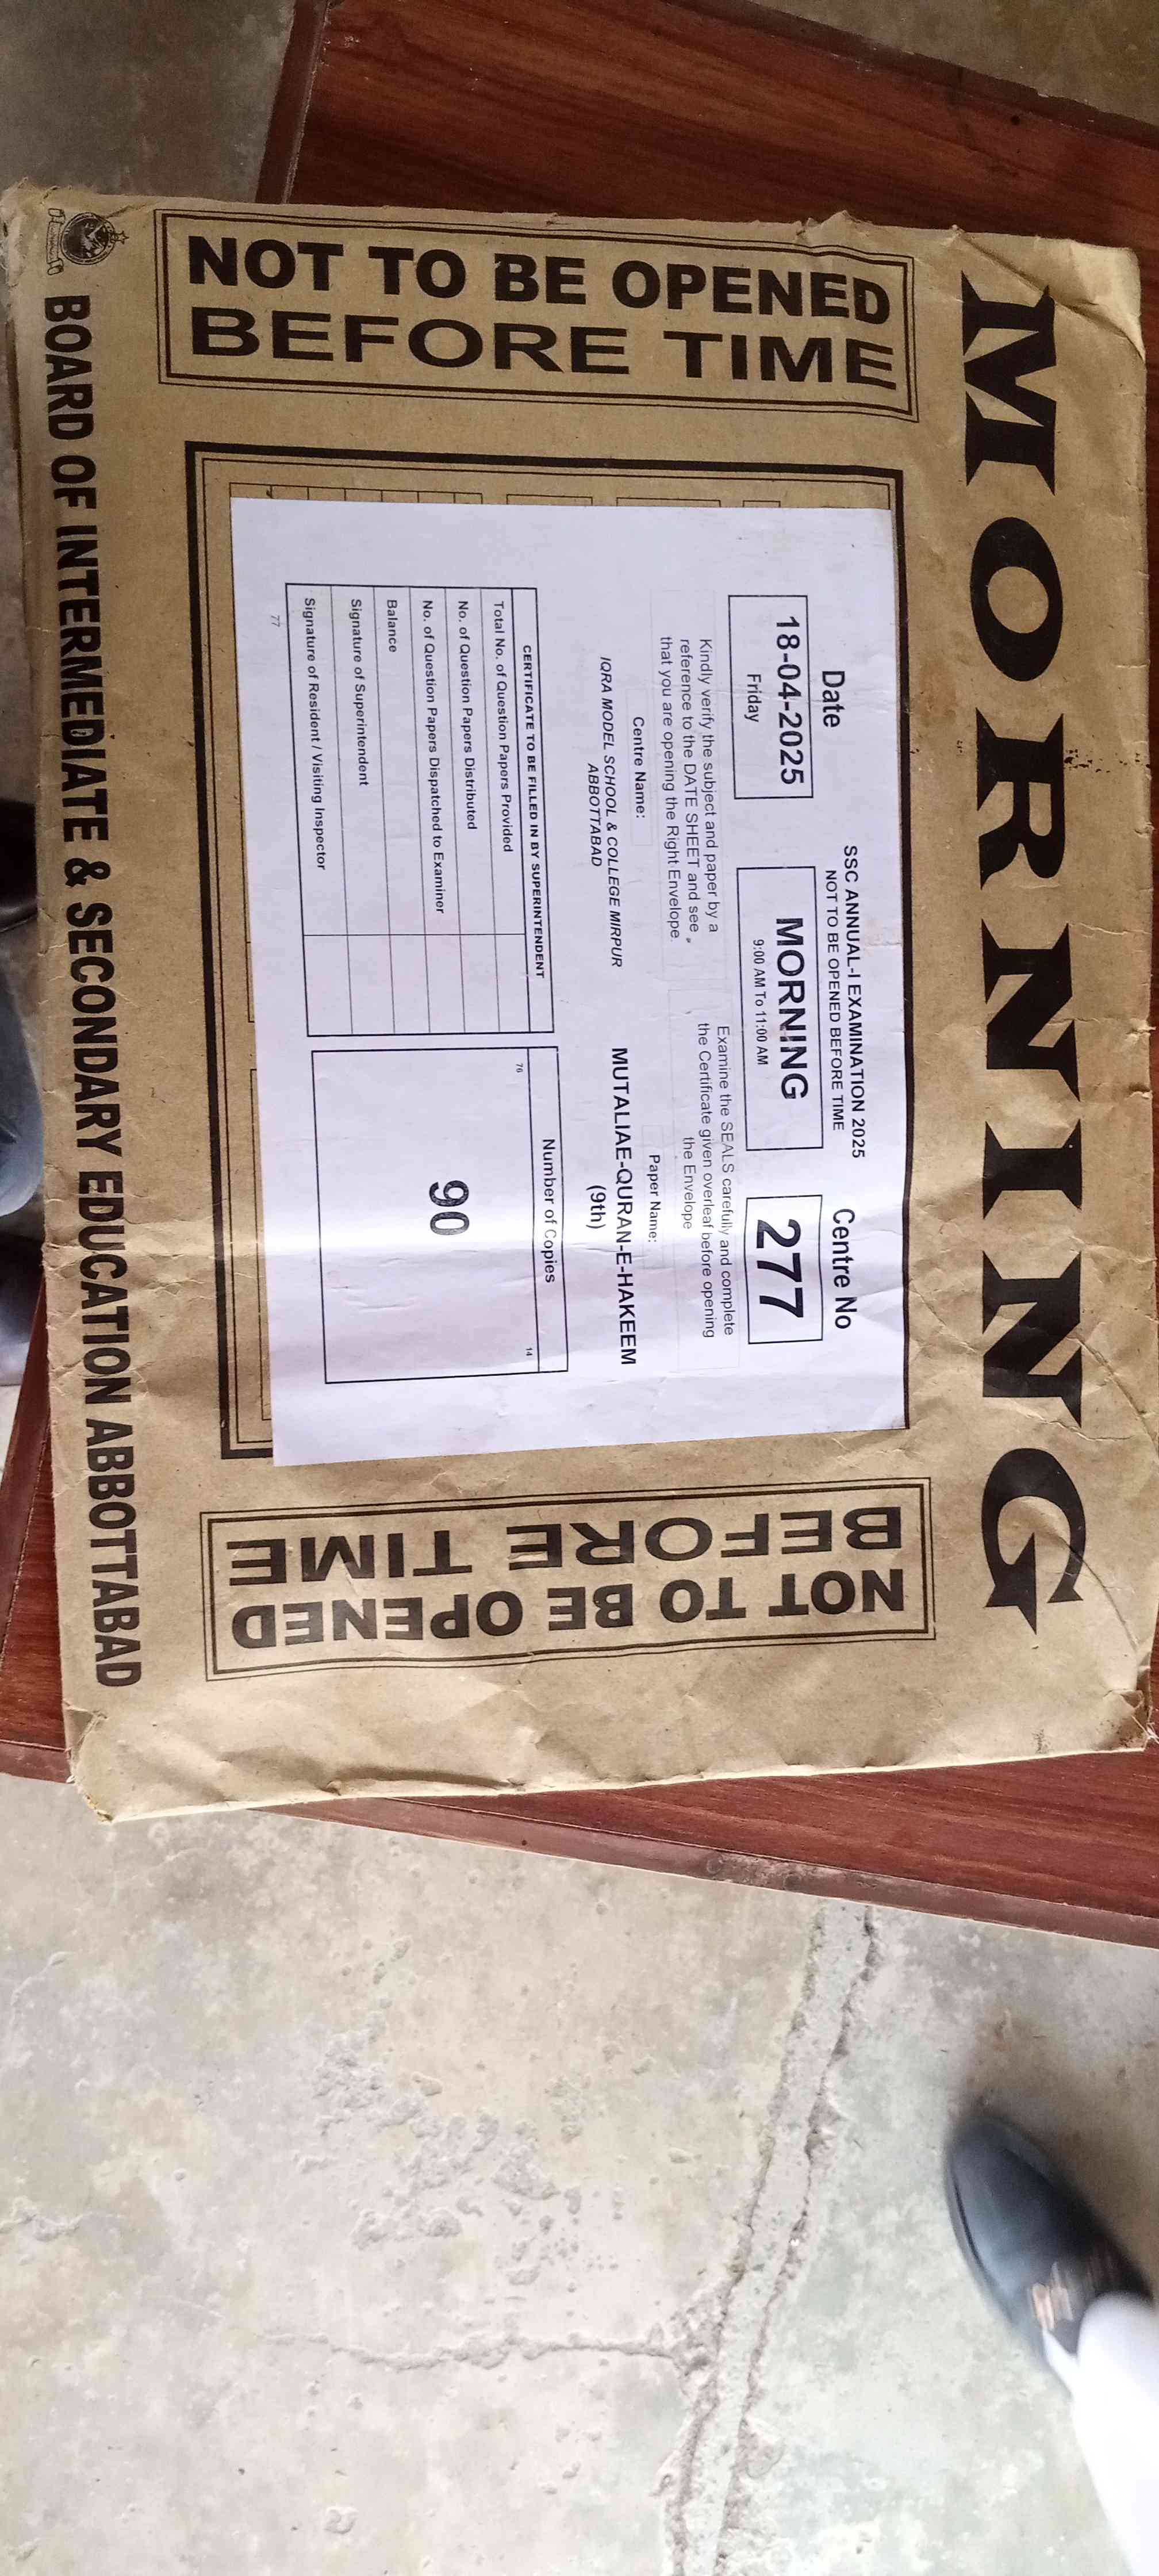 MORNING
NOT TO BE OPENED
BEFORE TIME
SSC ANNUAL-I EXAMINATION 2025
NOT TO BE OPENED BEFORE TIME
Date
18-04-2025
Friday
MORNING
9:00 AM To 11:00 AM
Centre No
277
Kindly verify the subject and paper by a
reference to the DATE SHEET and see
that you are opening the Right Envelope.
Examine the SEALS carefully and complete
the Certificate given overleaf before opening
the Envelope
Centre Name:
IQRA MODEL SCHOOL & COLLEGE MIRPUR
ABBOTTABAD
Paper Name:
MUTALIAE-QURAN-E-HAKEEM
(9th)
CERTIFICATE TO BE FILLED IN BY SUPERINTENDENT
Total No. of Question Papers Provided
No. of Question Papers Distributed
No. of Question Papers Dispatched to Examiner
Balance
Signature of Superintendent
Signature of Resident / Visiting Inspector
77
Number of Copies
76
14
90
NOT TO BE OPENED
BEFORE TIME
BOARD OF INTERMEDIATE & SECONDARY EDUCATION ABBOTTABAD